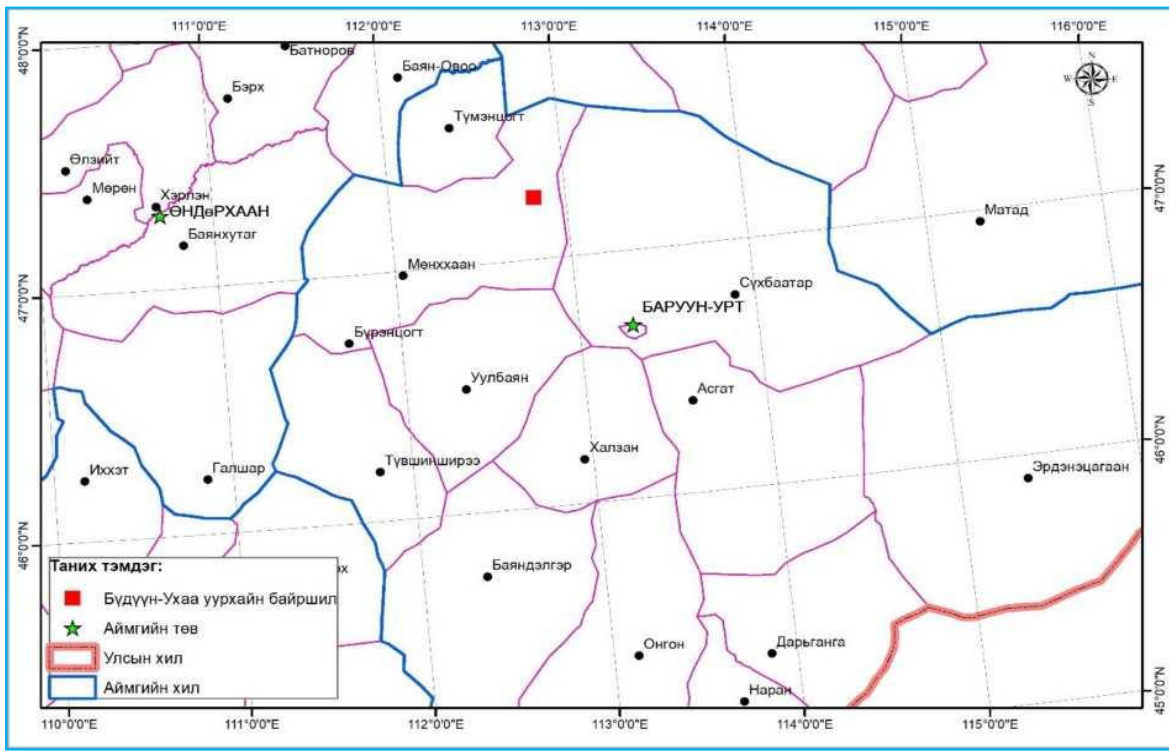 111°0'0"E
112°0'0"E
113°0'0"E
114°0'0"E
115°0'0"E
116°0'0"E
48°0'0"N
Батноров
N
W
E
S
Баян-Овоо
Бэрх
Түмэнцогт
Өлзийт
Мөрөн
Хэрлэн
ӨНДөРХААН
Баянхутаг
47°0'0"N
Матад
Мөнххаан
Сүхбаатар
47°0'0"N
БАРУУН-УРТ
Бүрэнцогт
Уулбаян
Асгат
46°0'0"N
Иххэт
Галшар
Түвшинширээ
Халзан
Эрдэнэцагаан
46°0'0"N
Таних тэмдэг:
Бүдүүн-Ухаа уурхайн байршил
Аймгийн төв
Улсын хил
Аймгийн хил
Баяндэлгэр
Онгон
Дарьганга
Наран
45°0'0"N
110°0'0"E
111°0'0"E
112°0'0"E
113°0'0"E
114°0'0"E
115°0'0"E